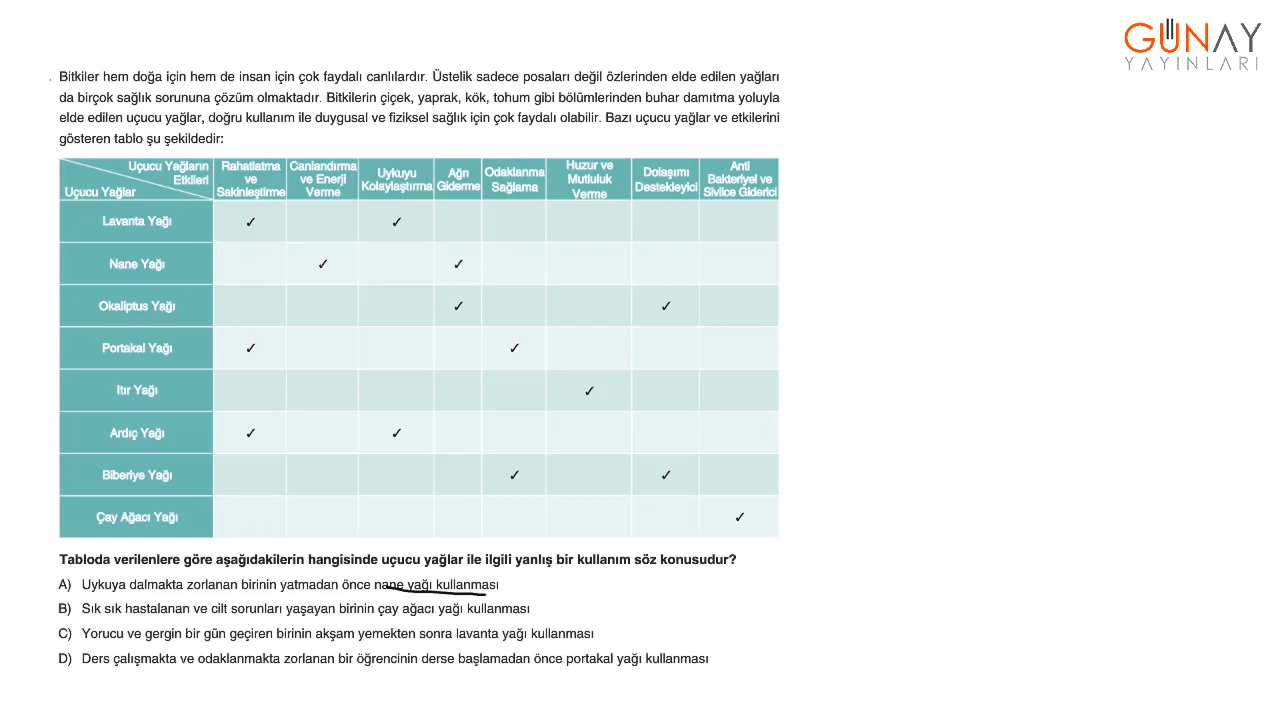 GÜNAY
YAYINLARI
Bitkiler hem doğa için hem de insan için çok faydalı canlılardır. Üstelik sadece posaları değil özlerinden elde edilen yağları
da birçok sağlık sorununa çözüm olmaktadır. Bitkilerin çiçek, yaprak, kök, tohum gibi bölümlerinden buhar damıtma yoluyla
elde edilen uçucu yağlar, doğru kullanım ile duygusal ve fiziksel sağlık için çok faydalı olabilir. Bazı uçucu yağlar ve etkilerini
gösteren tablo şu şekildedir:
Uçucu Yağların
Etkileri
Uçucu Yağlar
Rahatlatma
ve
Sakinleştirme
Canlandırma
ve Enerji
Verme
Uykuyu
Kolaylaştırma
Ağrı
Giderme
Odaklanma
Sağlama
Huzur ve
Mutluluk
Verme
Dolaşımı
Destekleyici
Anti
Bakteriyel ve
Sivilce Giderici
Lavanta Yağı ✓ ✓
Nane Yağı ✓ ✓
Okaliptus Yağı ✓ ✓
Portakal Yağı ✓ ✓
Itır Yağı ✓
Ardıç Yağı ✓ ✓
Biberiye Yağı ✓ ✓
Çay Ağacı Yağı ✓
Tabloda verilenlere göre aşağıdakilerin hangisinde uçucu yağlar ile ilgili yanlış bir kullanım söz konusudur?
A) Uykuya dalmakta zorlanan birinin yatmadan önce nane yağı kullanması
B) Sık sık hastalanan ve cilt sorunları yaşayan birinin çay ağacı yağı kullanması
C) Yorucu ve gergin bir gün geçiren birinin akşam yemekten sonra lavanta yağı kullanması
D) Ders çalışmakta ve odaklanmakta zorlanan bir öğrencinin derse başlamadan önce portakal yağı kullanması